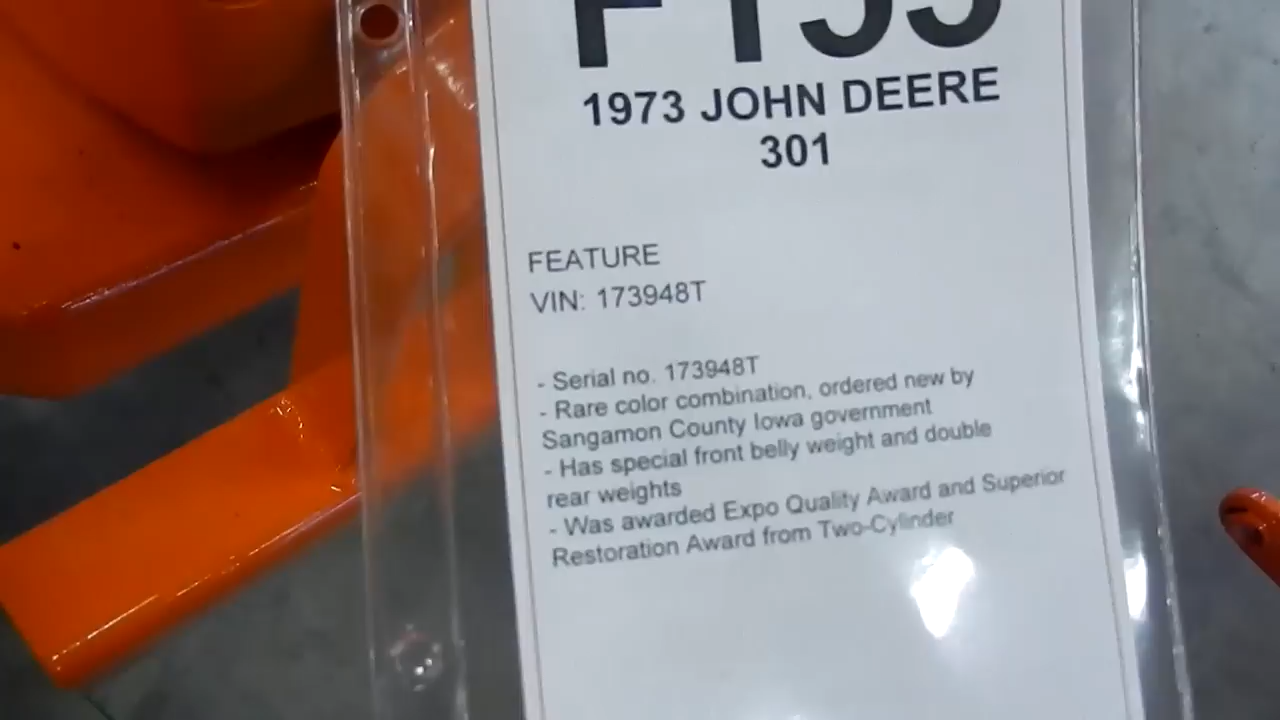 F155
1973 JOHN DEERE
301
FEATURE
VIN: 173948T
- Serial no. 173948T
- Rare color combination, ordered new by
Sangamon County Iowa government
- Has special front belly weight and double
rear weights
- Was awarded Expo Quality Award and Superior
Restoration Award from Two-Cylinder